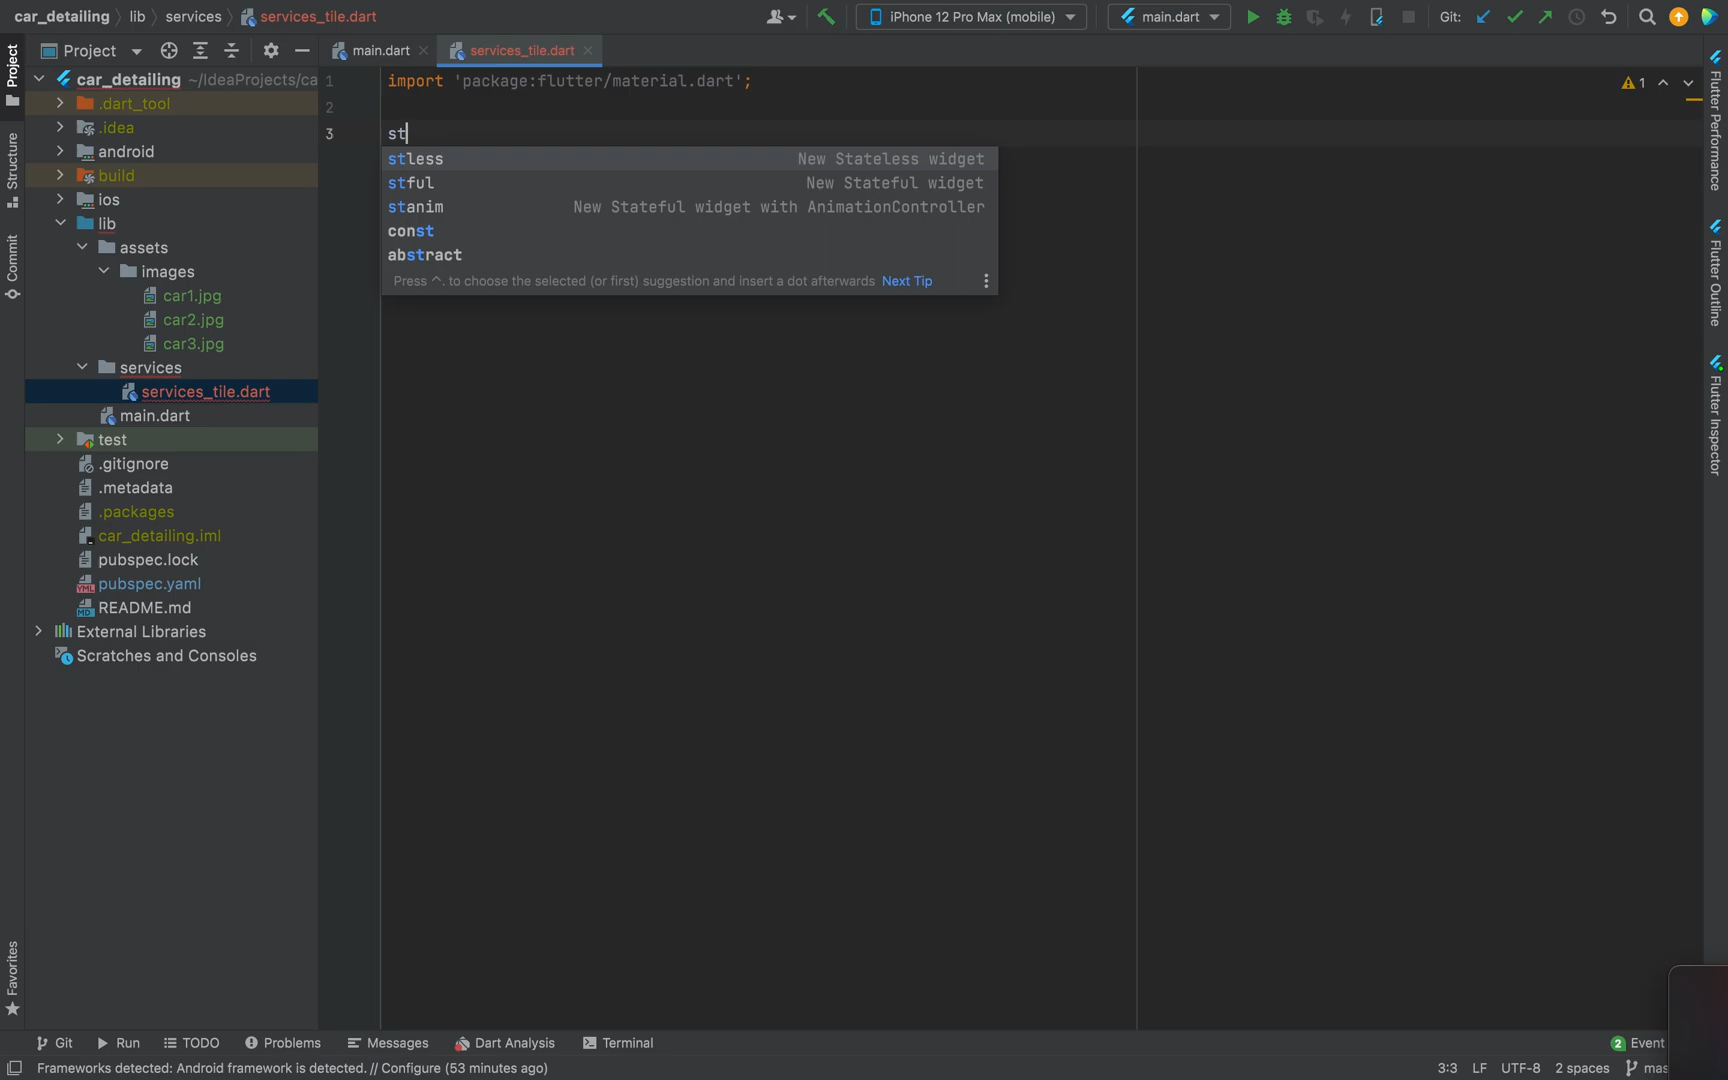 car_detailing lib services services_tile.dart
iPhone 12 Pro Max (mobile) main.dart Git:
Project main.dart services_tile.dart
car_detailing ~/IdeaProjects/ca
.dart_tool
.idea
android
build
ios
lib
assets
images
car1.jpg
car2.jpg
car3.jpg
services
services_tile.dart
main.dart
test
.gitignore
.metadata
.packages
car_detailing.iml
pubspec.lock
pubspec.yaml
README.md
External Libraries
Scratches and Consoles
1 import 'package:flutter/material.dart';
2
3 st
stless New Stateless widget
stful New Stateful widget
stanim New Stateful widget with AnimationController
const
abstract
Press ^. to choose the selected (or first) suggestion and insert a dot afterwards Next Tip
1
Project
Structure
Commit
Favorites
Flutter Performance
Flutter Outline
Flutter Inspector
Git Run TODO Problems Messages Dart Analysis Terminal 2 Event
Frameworks detected: Android framework is detected. // Configure (53 minutes ago) 3:3 LF UTF-8 2 spaces mas